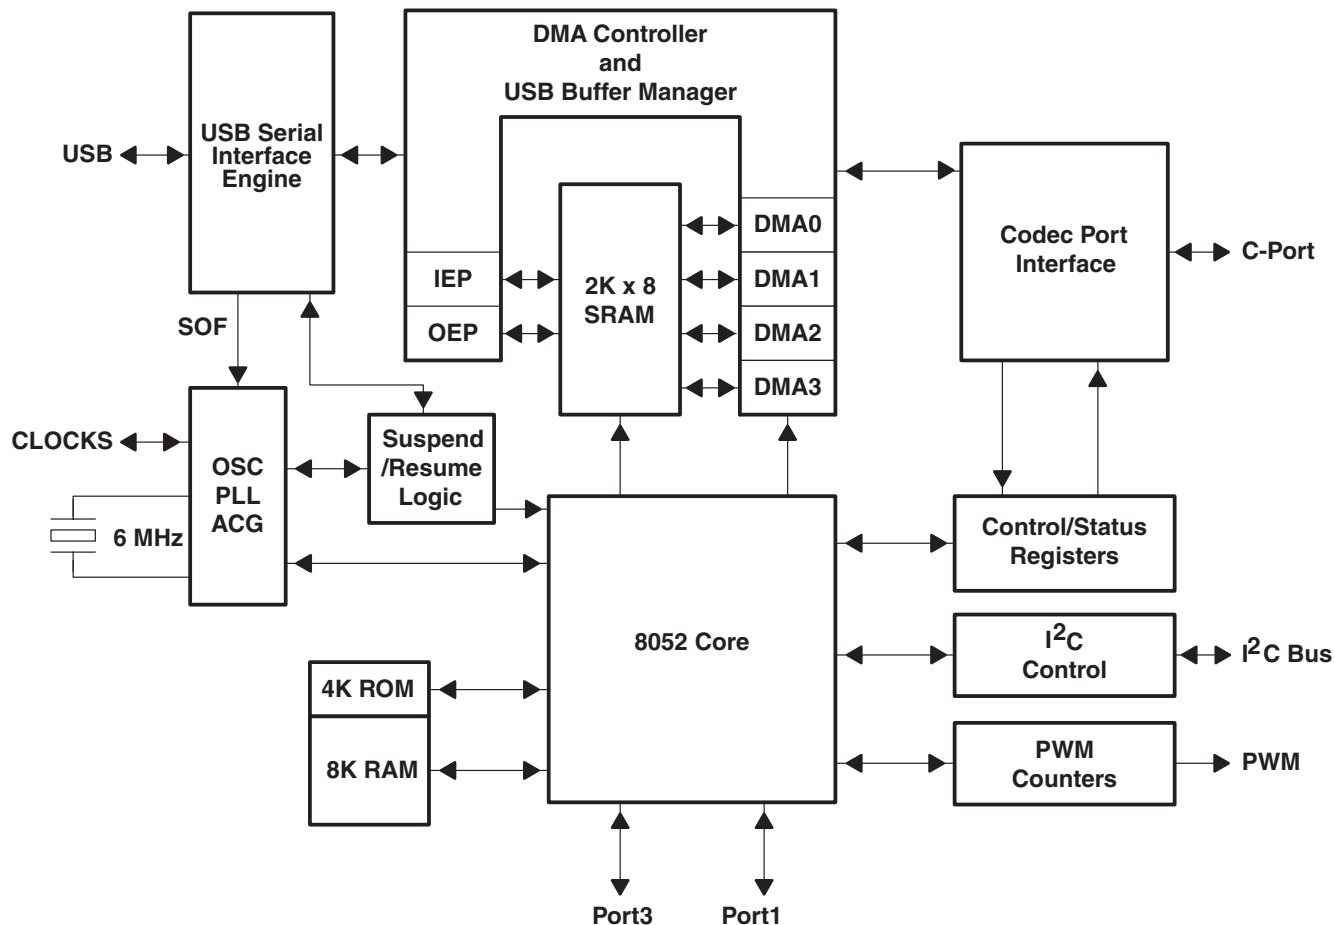 DMA Controller
and
USB Buffer Manager
USB
USB Serial
Interface
Engine
DMA0
DMA1
DMA2
DMA3
IEP
OEP
2K x 8
SRAM
Codec Port
Interface
C-Port
SOF
CLOCKS
OSC
PLL
ACG
6 MHz
Suspend
/Resume
Logic
Control/Status
Registers
8052 Core
I²C
Control
I²C Bus
4K ROM
8K RAM
PWM
Counters
PWM
Port3
Port1